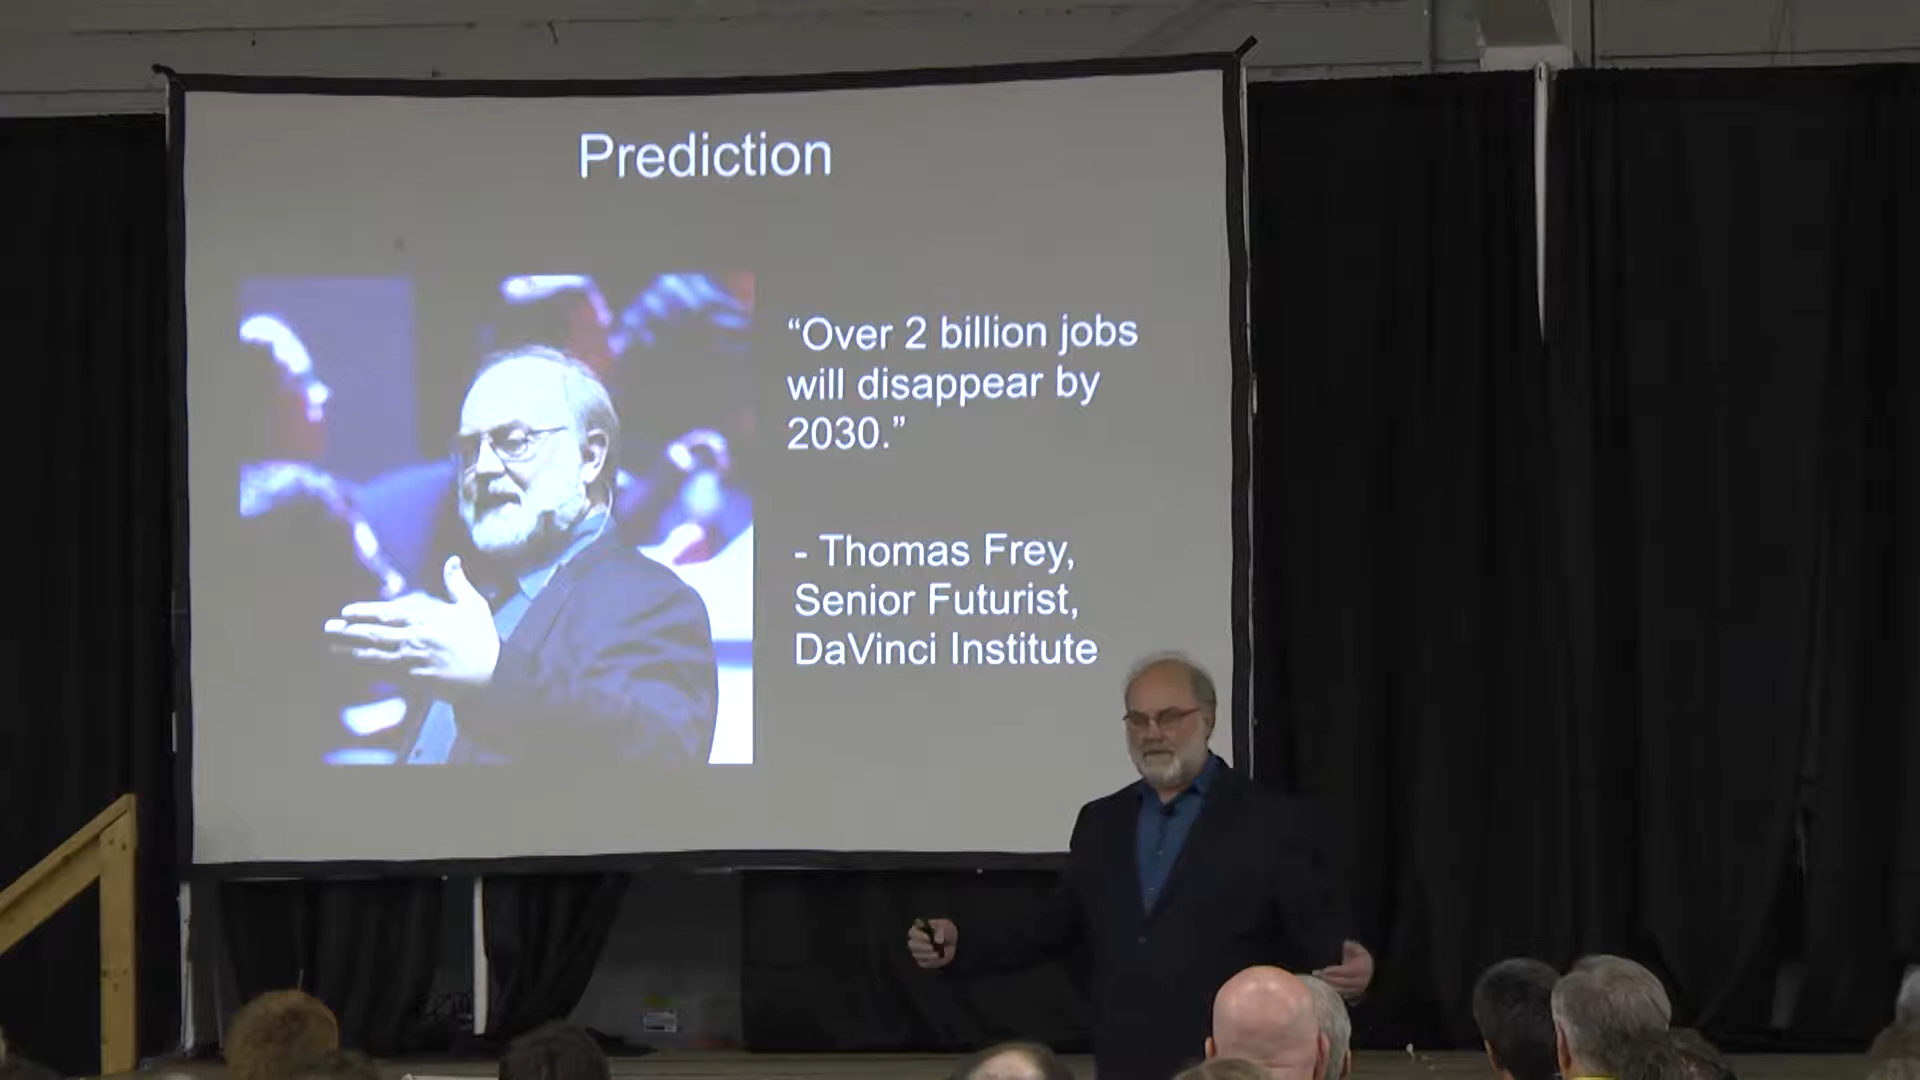 Prediction
“Over 2 billion jobs
will disappear by
2030.”
- Thomas Frey,
Senior Futurist,
DaVinci Institute